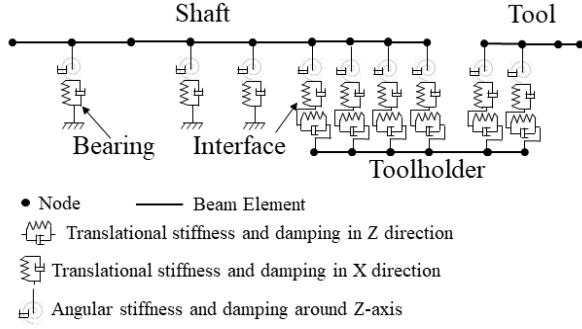 Shaft
Tool
Bearing
Interface
Toolholder
Node
Beam Element
Translational stiffness and damping in Z direction
Translational stiffness and damping in X direction
Angular stiffness and damping around Z-axis